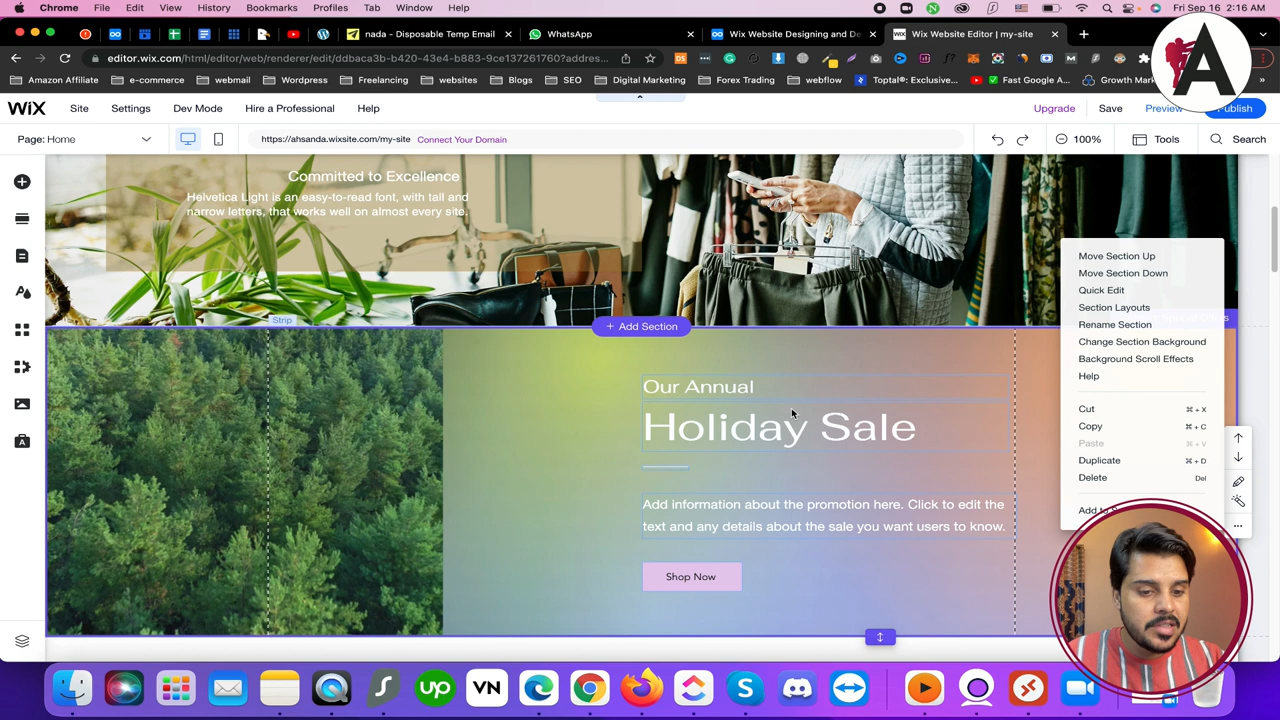 Chrome File Edit View History Bookmarks Profiles Tab Window Help Fri Sep 16 2:16 AM
nada - Disposable Temp Email WhatsApp Wix Website Designing and De Wix Website Editor | my-site
editor.wix.com/html/editor/web/renderer/edit/ddbaca3b-b420-43e4-b883-9ce137261760?addres...
Amazon Affiliate e-commerce webmail Wordpress Freelancing websites Blogs SEO Digital Marketing Forex Trading webflow Toptal®: Exclusive... Fast Google A... Growth Mark
WiX Site Settings Dev Mode Hire a Professional Help Upgrade Save Preview Publish
Page: Home https://ahsanda.wixsite.com/my-site Connect Your Domain 100% Tools Search
Committed to Excellence
Helvetica Light is an easy-to-read font, with tall and
narrow letters, that works well on almost every site.
Strip
+ Add Section
Our Annual
Holiday Sale
Add information about the promotion here. Click to edit the
text and any details about the sale you want users to know.
Shop Now
Move Section Up
Move Section Down
Quick Edit
Section Layouts
Rename Section
Change Section Background
Background Scroll Effects
Help
Cut ⌘ + X
Copy ⌘ + C
Paste ⌘ + V
Duplicate ⌘ + D
Delete Del
A
up VN